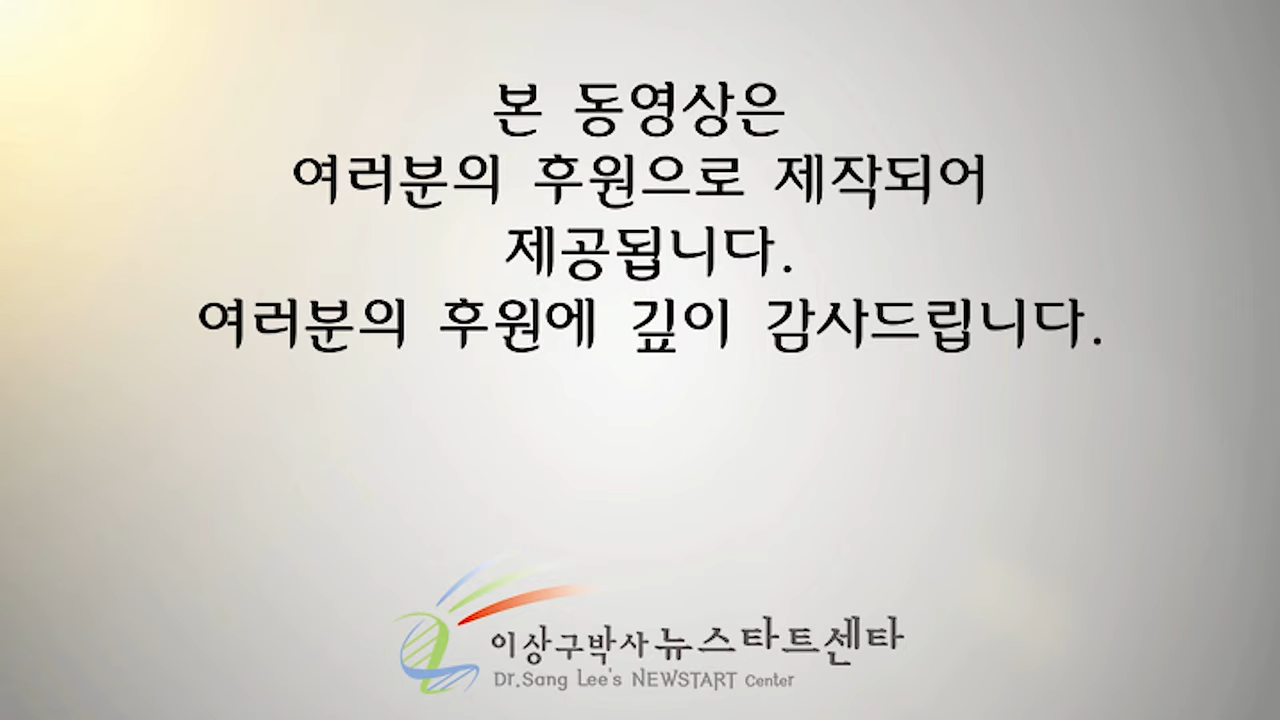 본 동영상은
여러분의 후원으로 제작되어
제공됩니다.
여러분의 후원에 깊이 감사드립니다.
이상구박사 뉴스타트센타
Dr.Sang Lee's NEWSTART Center